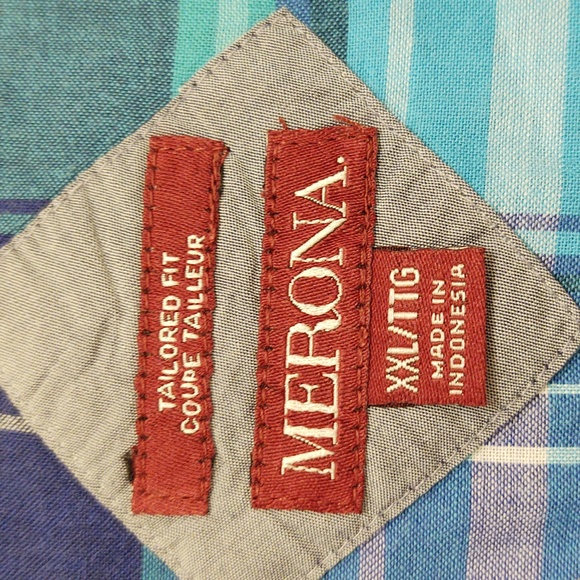 TAILORED FIT
COUPE TAILLEUR
MERONA.
XXL/TTG
MADE IN
INDONESIA